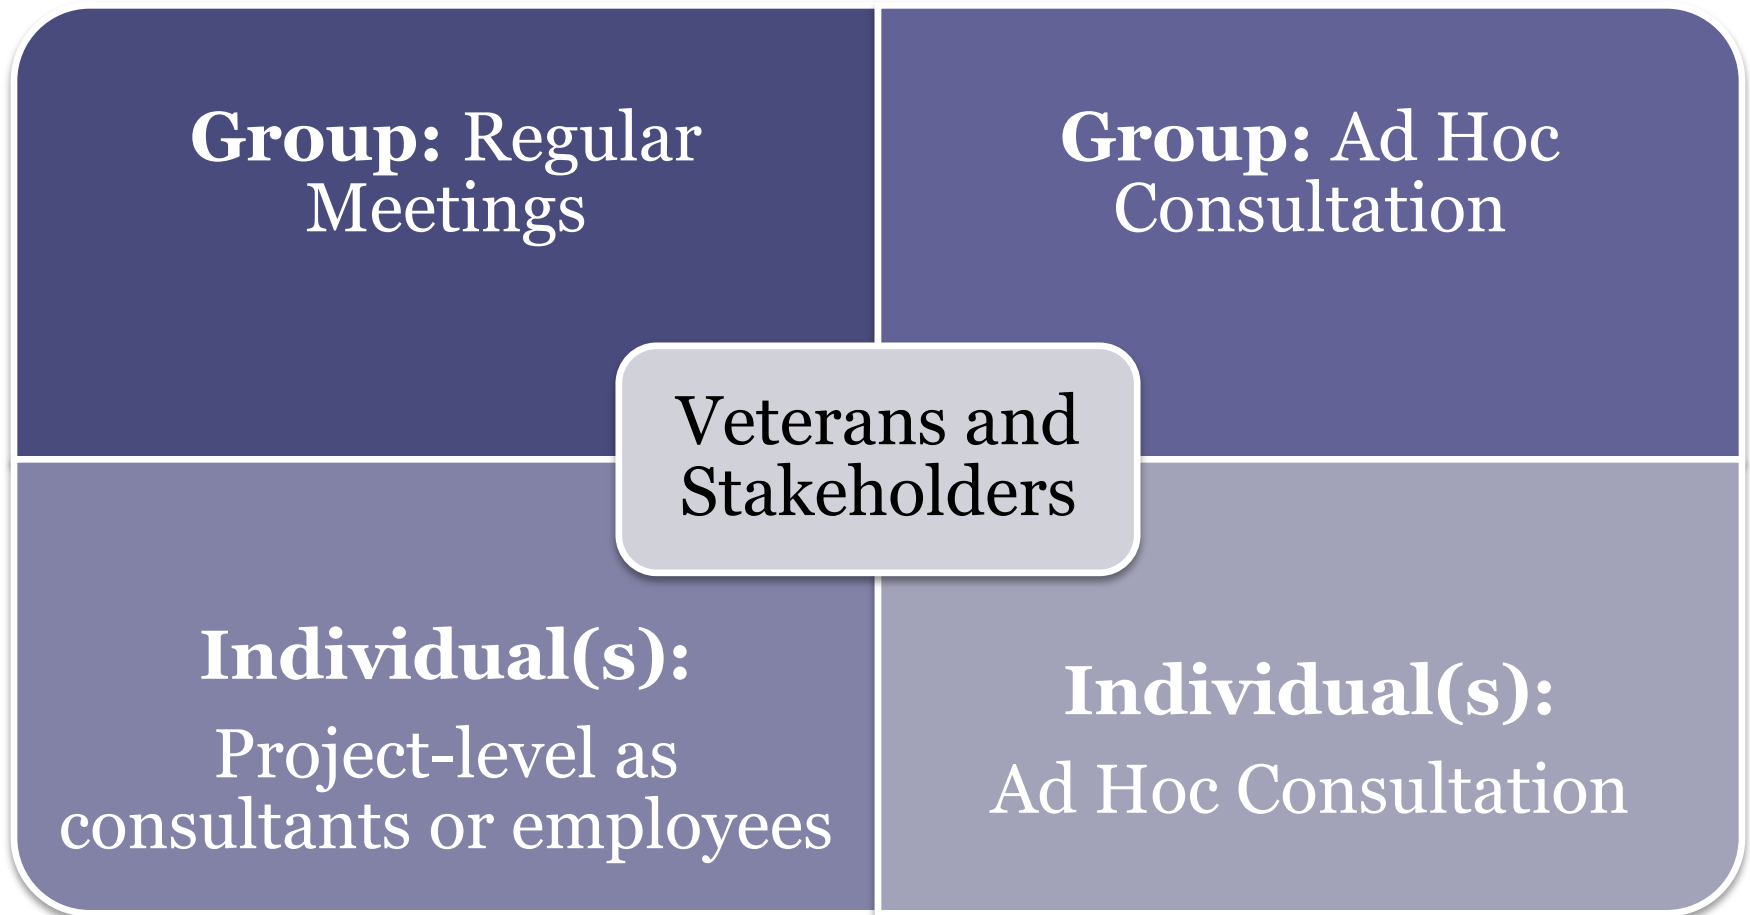 Group: Regular
Meetings
Group: Ad Hoc
Consultation
Veterans and
Stakeholders
Individual(s):
Project-level as
consultants or employees
Individual(s):
Ad Hoc Consultation